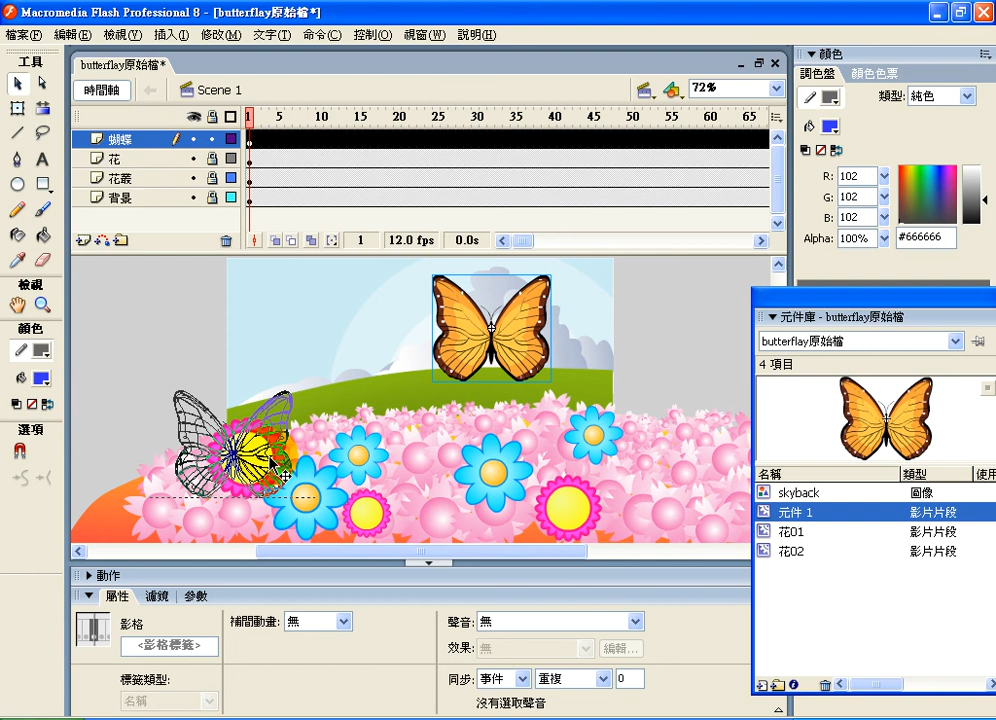 Macromedia Flash Professional 8 - [butterflay原始檔*]
檔案(F) 編輯(E) 檢視(V) 插入(I) 修改(M) 文字(T) 命令(C) 控制(O) 視窗(W) 說明(H)
工具
檢視
顏色
選項
butterflay原始檔*
時間軸
Scene 1
72%
1 5 10 15 20 25 30 35 40 45 50 55 60 65
蝴蝶
花
花叢
背景
1 12.0 fps 0.0s
顏色
調色盤 顏色色票
類型: 純色
R: 102
G: 102
B: 102
Alpha: 100% #666666
元件庫 - butterflay原始檔
butterflay原始檔
4 項目
名稱 類型 使用
skyback 圖像
元件 1 影片片段
花01 影片片段
花02 影片片段
動作
屬性 濾鏡 參數
影格
<影格標籤>
標籤類型:
名稱
補間動畫: 無
聲音: 無
效果: 無 編輯...
同步: 事件 重複 0
沒有選取聲音